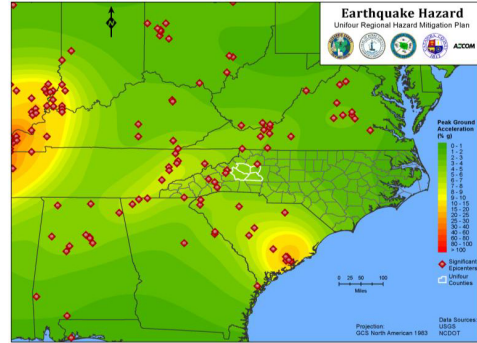 Earthquake Hazard
Unifour Regional Hazard Mitigation Plan
AECOM
N
Peak Ground
Acceleration
(% g)
0 - 1
1 - 2
2 - 3
3 - 4
4 - 5
5 - 6
6 - 7
7 - 8
8 - 9
9 - 10
10 - 15
15 - 20
20 - 25
25 - 30
30 - 40
40 - 60
60 - 80
80 - 100
> 100
Significant
Epicenters
Unifour
Counties
0 25 50 100
Miles
Projection:
GCS North American 1983
Data Sources:
USGS
NCDOT